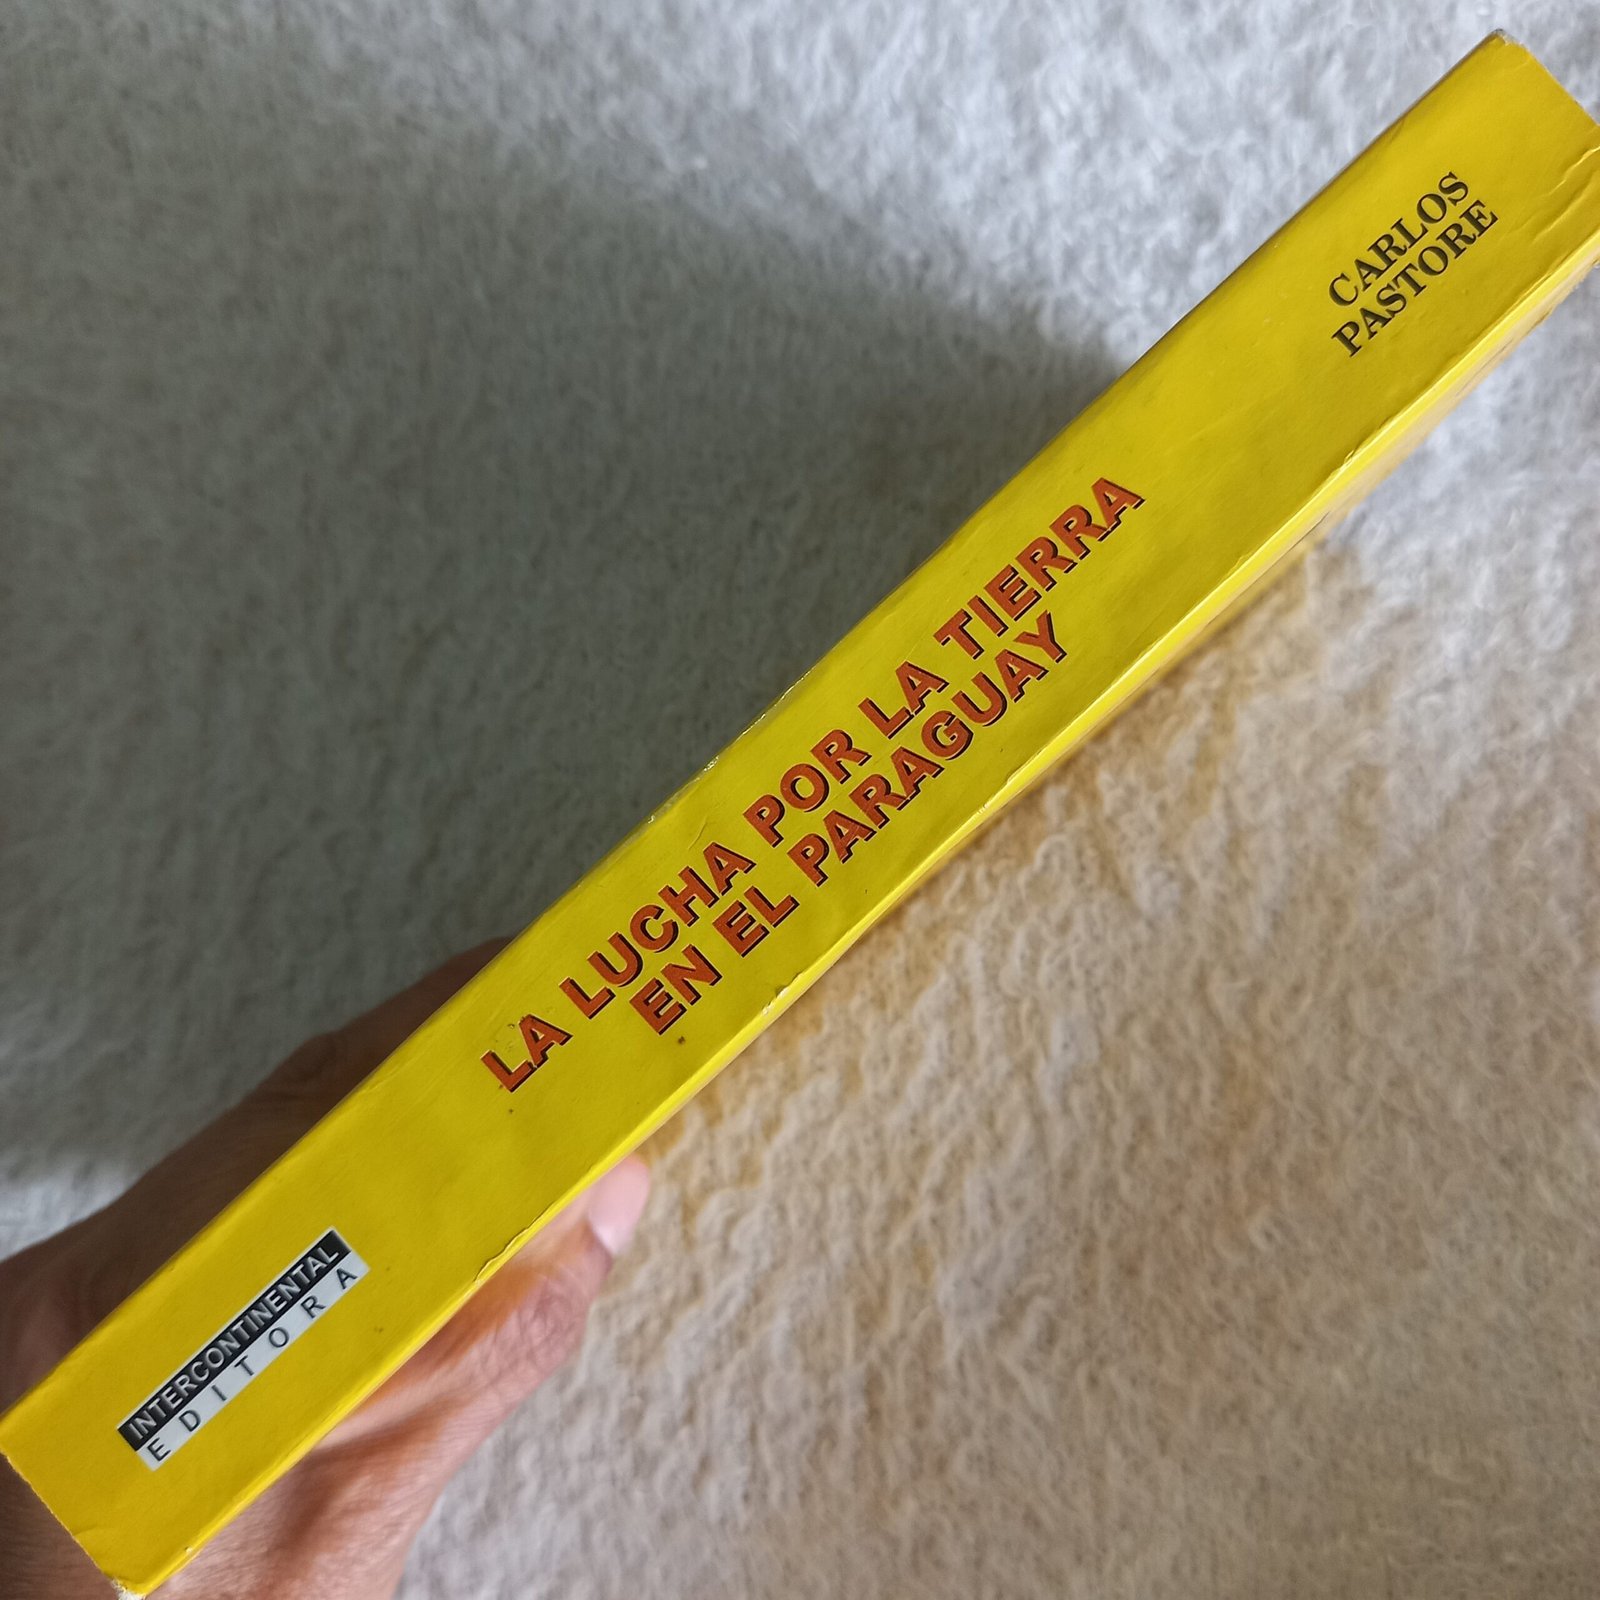 CARLOS
PASTORE
LA LUCHA POR LA TIERRA
EN EL PARAGUAY
INTERCONTINENTAL
EDITORA